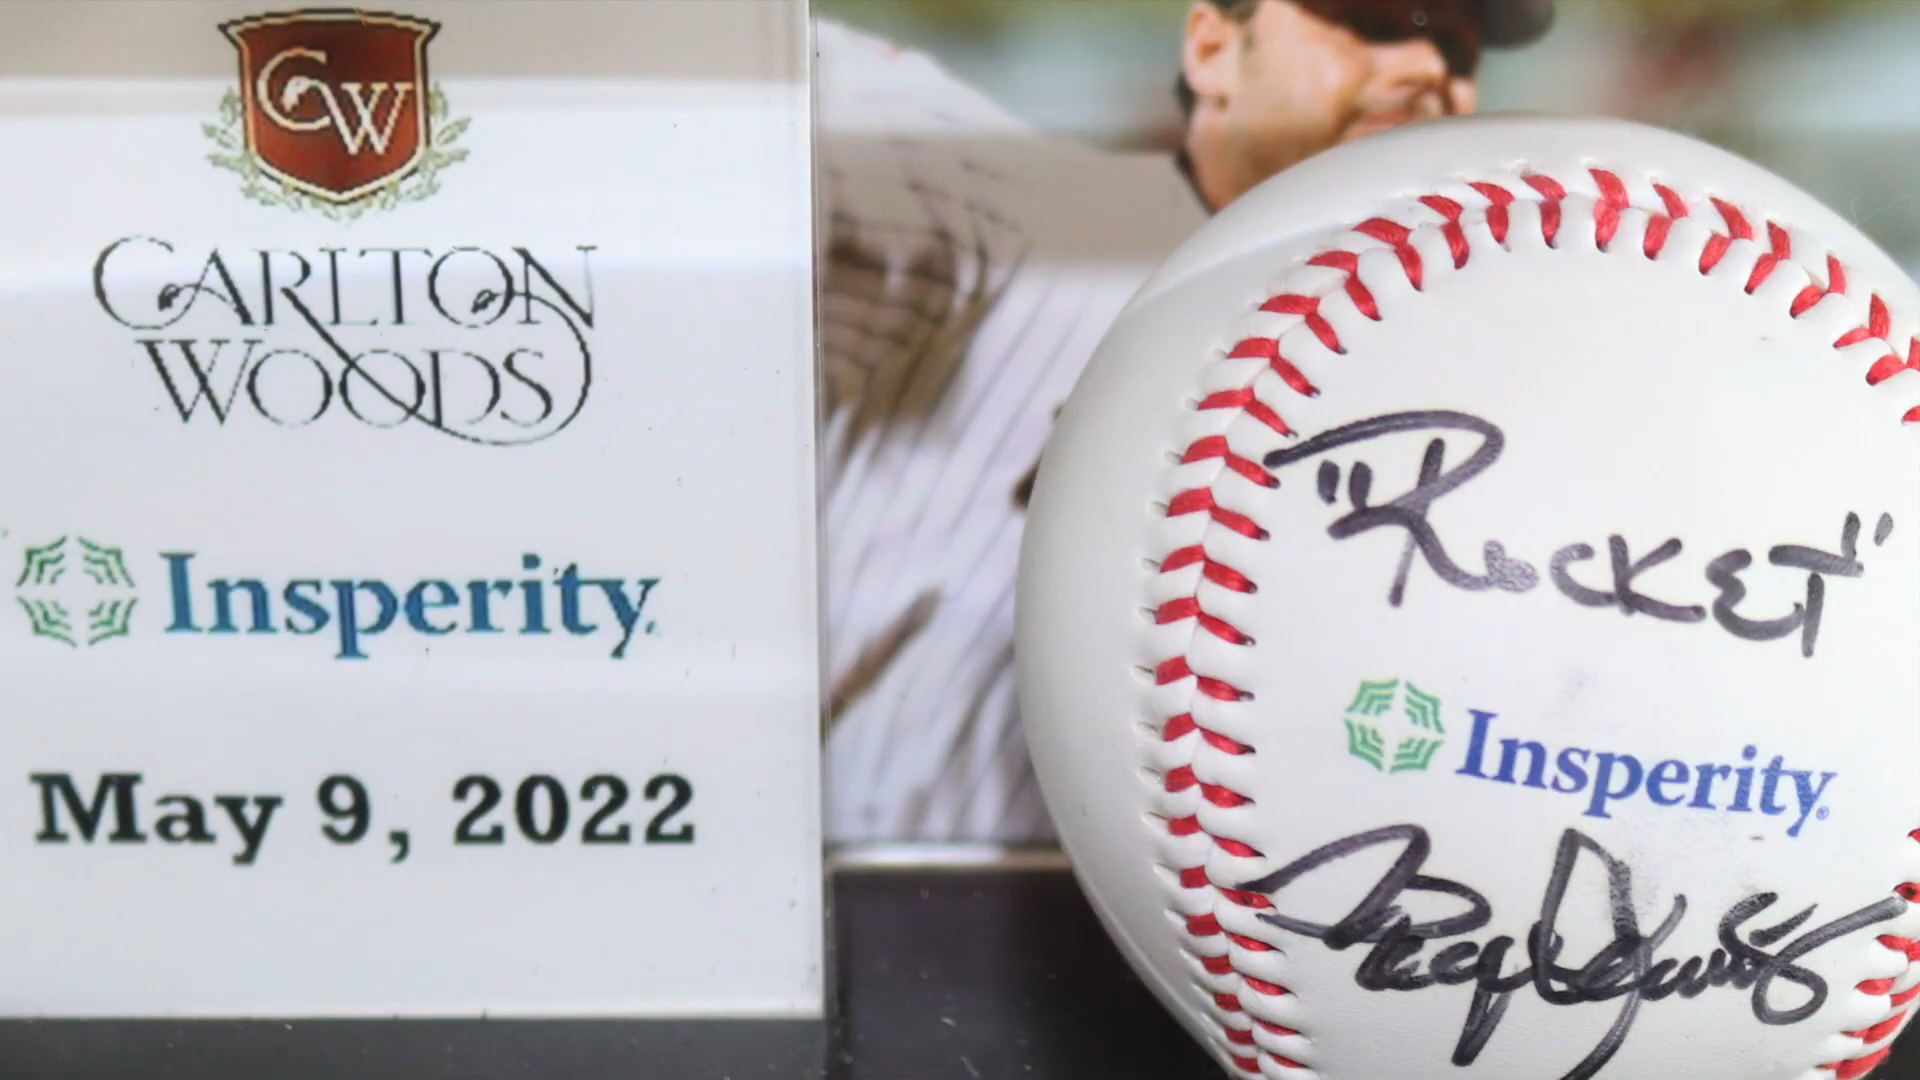 CW
CARLTON
WOODS
Insperity
May 9, 2022
"ROCKET"
Insperity